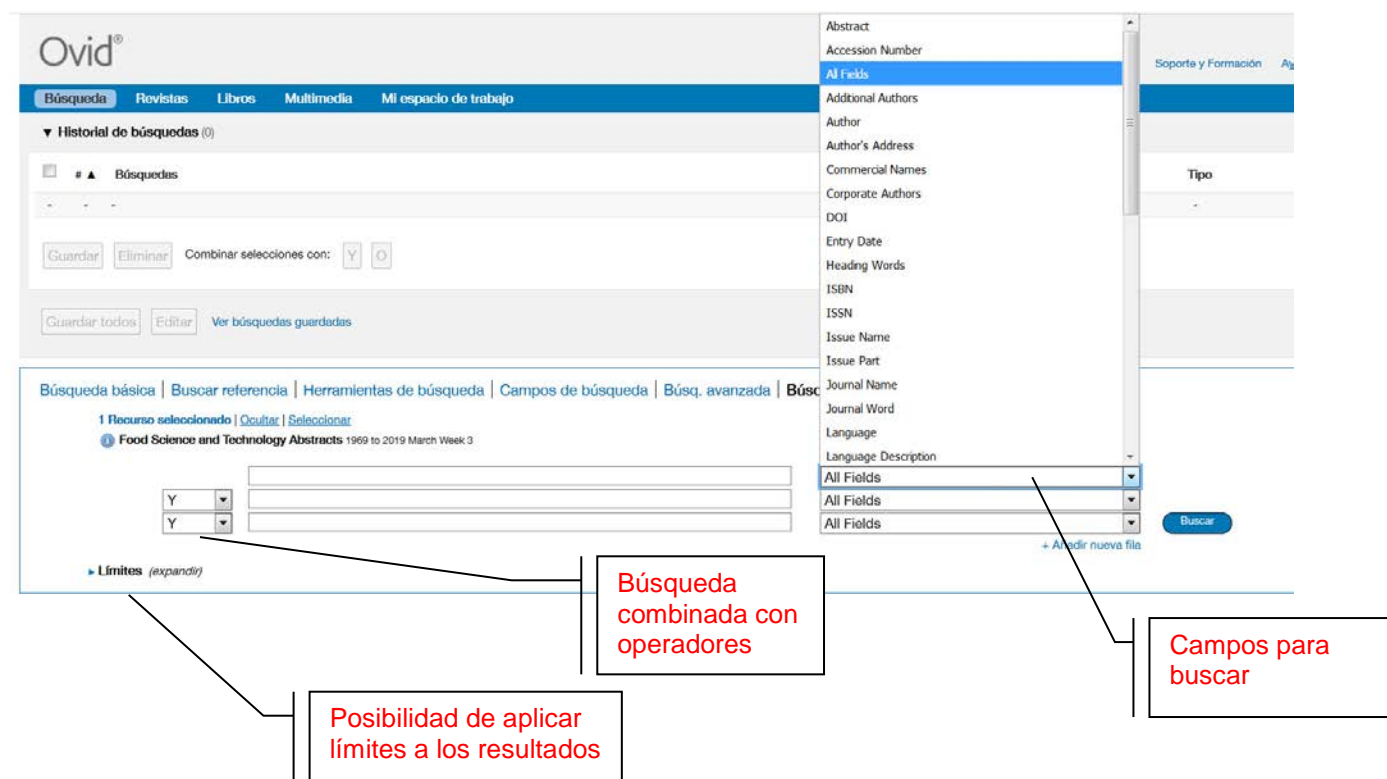 Ovid®
Soporte y Formación
Búsqueda Revistas Libros Multimedia Mi espacio de trabajo
▼ Historial de búsquedas (0)
# ▲ Búsquedas Tipo
- - - -
Guardar Eliminar Combinar selecciones con: Y O
Guardar todos Editar Ver búsquedas guardadas
Abstract
Accession Number
All Fields
Additional Authors
Author
Author's Address
Commercial Names
Corporate Authors
DOI
Entry Date
Heading Words
ISBN
ISSN
Issue Name
Issue Part
Journal Name
Journal Word
Language
Language Description
Búsqueda básica | Buscar referencia | Herramientas de búsqueda | Campos de búsqueda | Búsq. avanzada | Búsq
1 Recurso seleccionado | Ocultar | Seleccionar
Food Science and Technology Abstracts 1969 to 2019 March Week 3
All Fields
Y All Fields
Y All Fields Buscar
+ Añadir nueva fila
▸ Límites (expandir)
Búsqueda
combinada con
operadores
Campos para
buscar
Posibilidad de aplicar
límites a los resultados